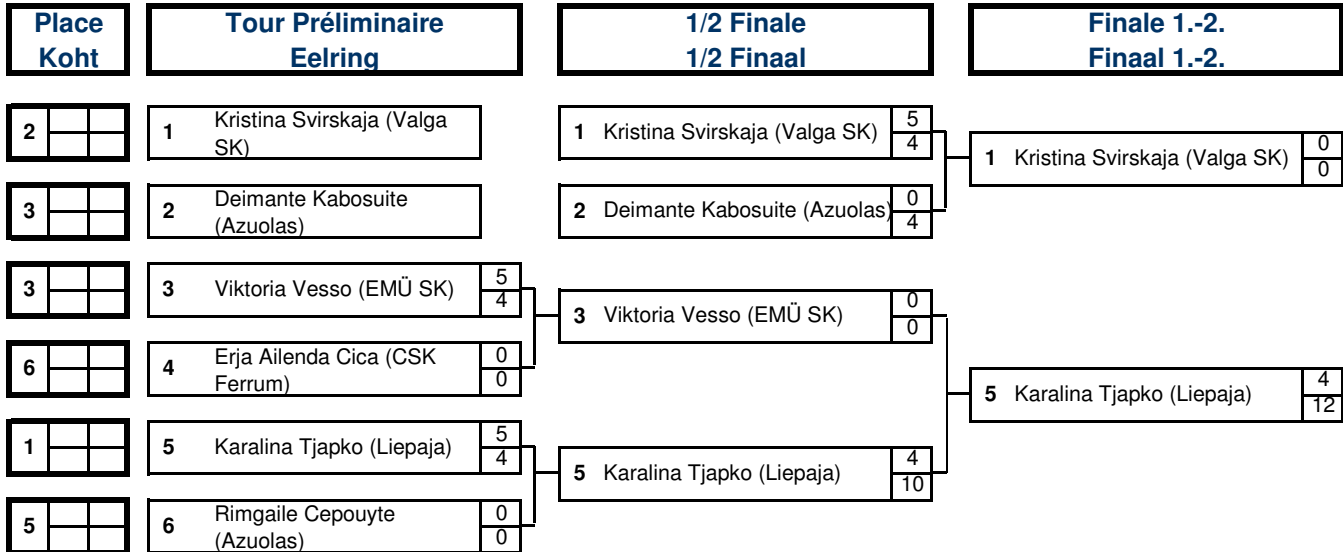 Place
Koht
Tour Préliminaire
Eelring
1/2 Finale
1/2 Finaal
Finale 1.-2.
Finaal 1.-2.
2
1 Kristina Svirskaja (Valga
SK)
1 Kristina Svirskaja (Valga SK) 5
4
1 Kristina Svirskaja (Valga SK) 0
0
3
2 Deimante Kabosuite
(Azuolas)
2 Deimante Kabosuite (Azuolas) 0
4
3
3 Viktoria Vesso (EMÜ SK) 5
4
3 Viktoria Vesso (EMÜ SK) 0
0
6
4 Erja Ailenda Cica (CSK
Ferrum)
0
0
5 Karalina Tjapko (Liepaja) 4
12
1
5 Karalina Tjapko (Liepaja) 5
4
5 Karalina Tjapko (Liepaja) 4
10
5
6 Rimgaile Cepouyte
(Azuolas)
0
0